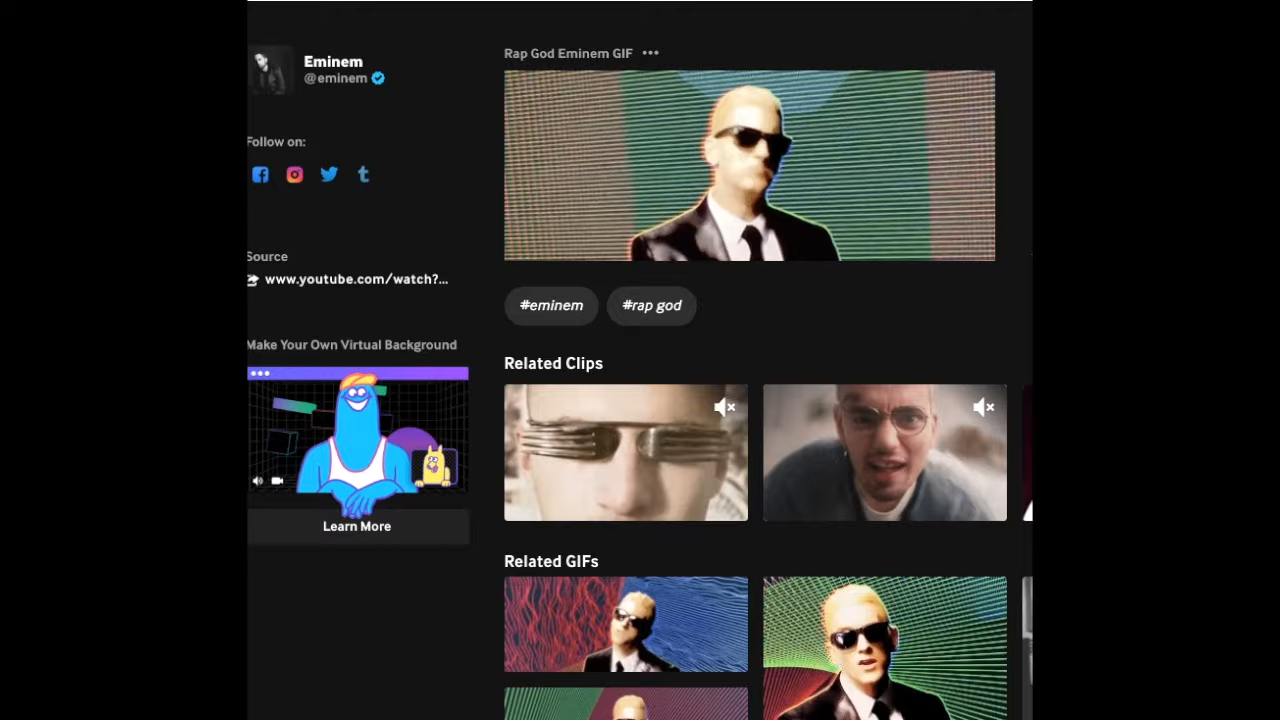 Eminem
@eminem
Follow on:
Source
www.youtube.com/watch?...
Make Your Own Virtual Background
Learn More
Rap God Eminem GIF
#eminem
#rap god
Related Clips
Related GIFs